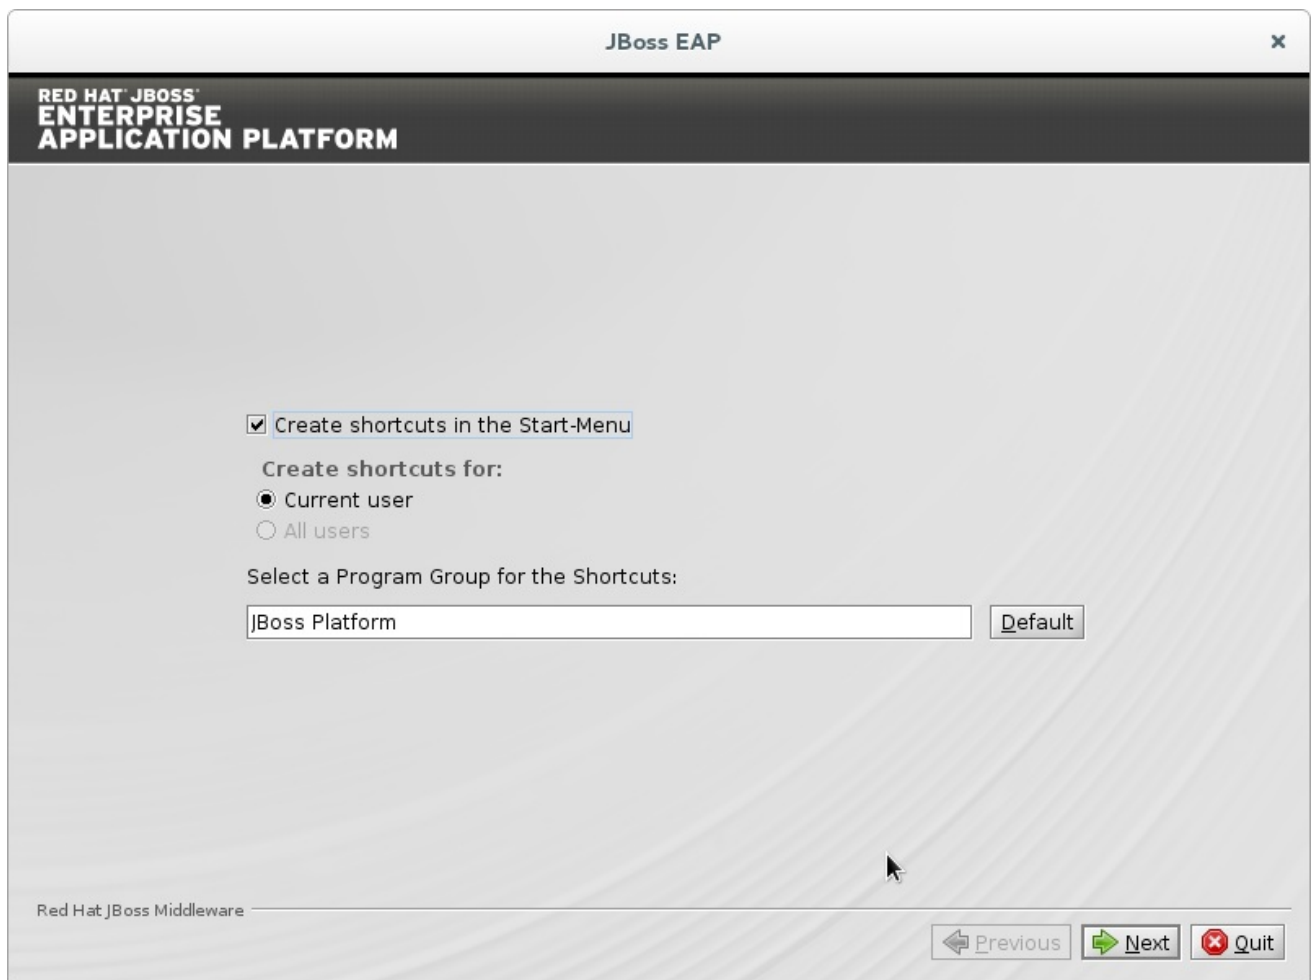 JBoss EAP
RED HAT® JBOSS®
ENTERPRISE
APPLICATION PLATFORM
Create shortcuts in the Start-Menu
Create shortcuts for:
Current user
All users
Select a Program Group for the Shortcuts:
JBoss Platform
Default
Red Hat JBoss Middleware
Previous
Next
Quit